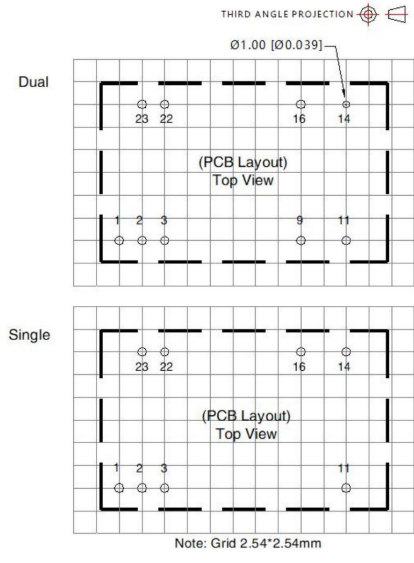 THIRD ANGLE PROJECTION
Ø1.00 [Ø0.039]
Dual
23 22 16 14
(PCB Layout)
Top View
1 2 3 9 11
Single
23 22 16 14
(PCB Layout)
Top View
1 2 3 11
Note: Grid 2.54*2.54mm